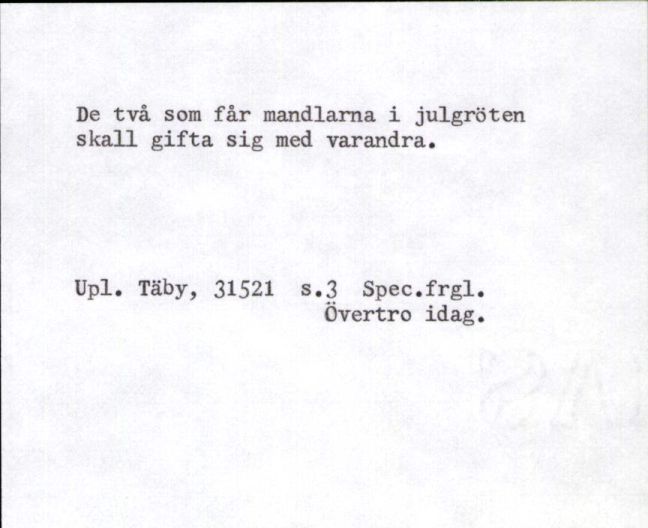 De två som får mandlarna i julgröten
skall gifta sig med varandra.
Upl. Täby, 31521 s.3 Spec.frgl.
Övertro idag.